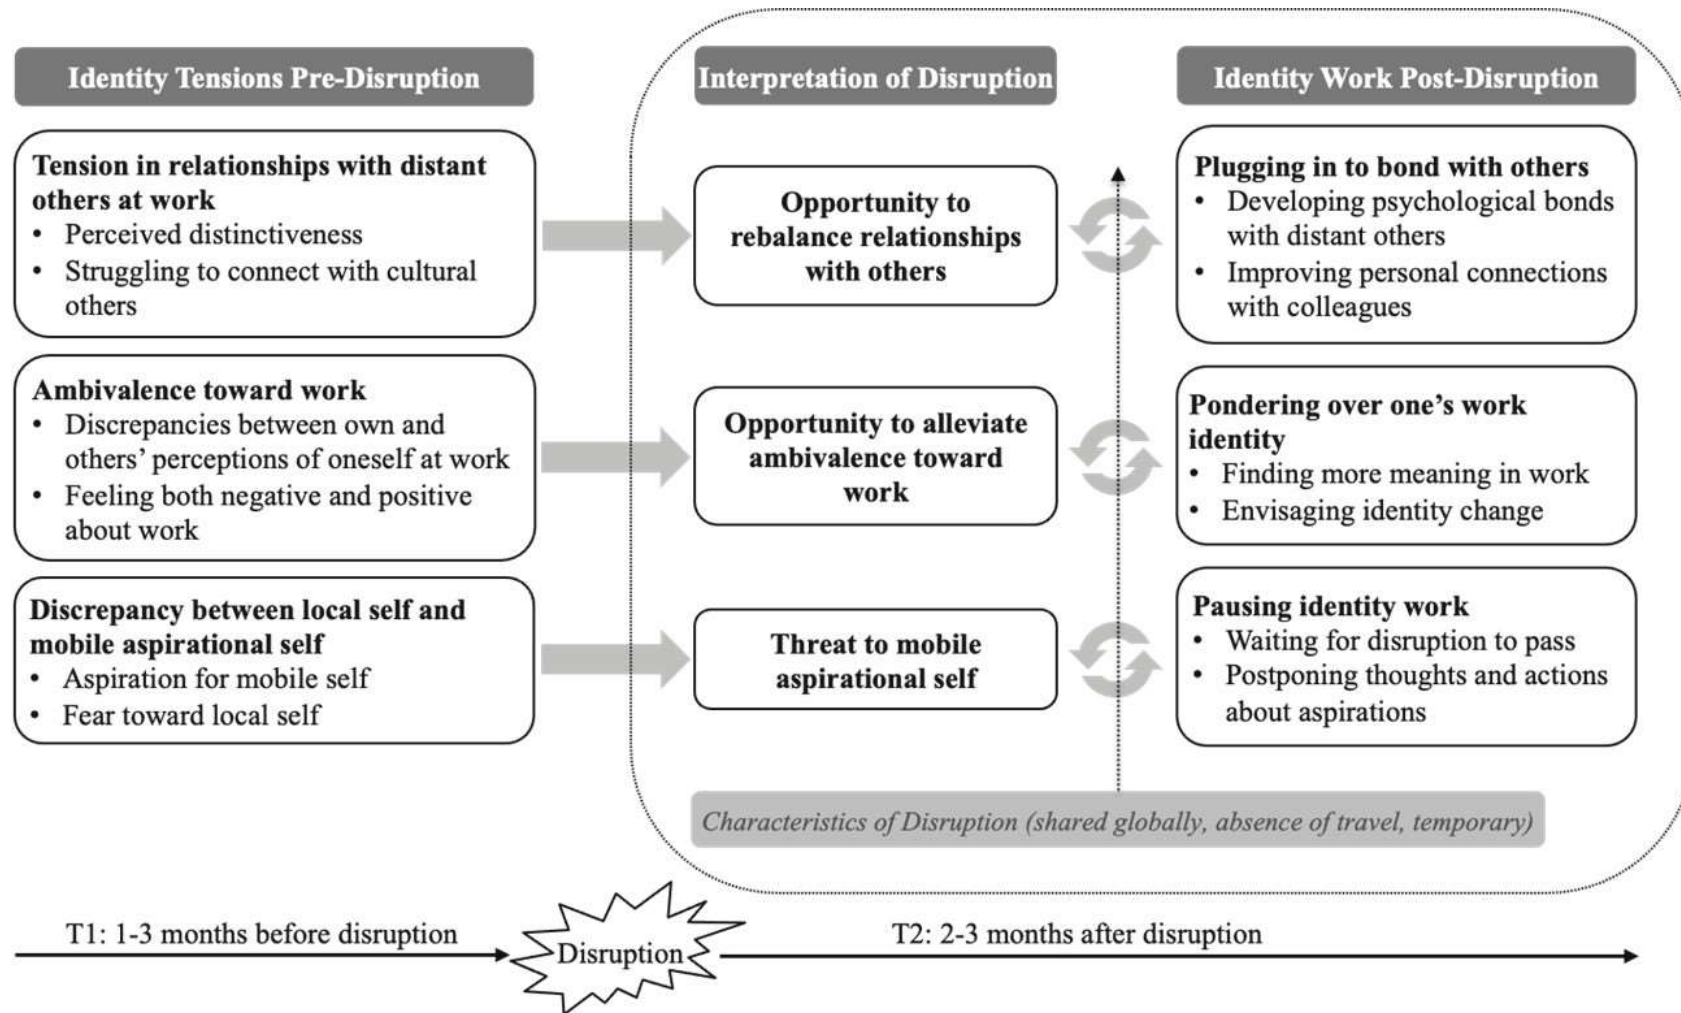 Identity Tensions Pre-Disruption
Tension in relationships with distant
others at work
• Perceived distinctiveness
• Struggling to connect with cultural
others
Ambivalence toward work
• Discrepancies between own and
others’ perceptions of oneself at work
• Feeling both negative and positive
about work
Discrepancy between local self and
mobile aspirational self
• Aspiration for mobile self
• Fear toward local self
Interpretation of Disruption
Opportunity to
rebalance relationships
with others
Opportunity to alleviate
ambivalence toward
work
Threat to mobile
aspirational self
Identity Work Post-Disruption
Plugging in to bond with others
• Developing psychological bonds
with distant others
• Improving personal connections
with colleagues
Pondering over one’s work
identity
• Finding more meaning in work
• Envisaging identity change
Pausing identity work
• Waiting for disruption to pass
• Postponing thoughts and actions
about aspirations
Characteristics of Disruption (shared globally, absence of travel, temporary)
T1: 1-3 months before disruption
Disruption
T2: 2-3 months after disruption